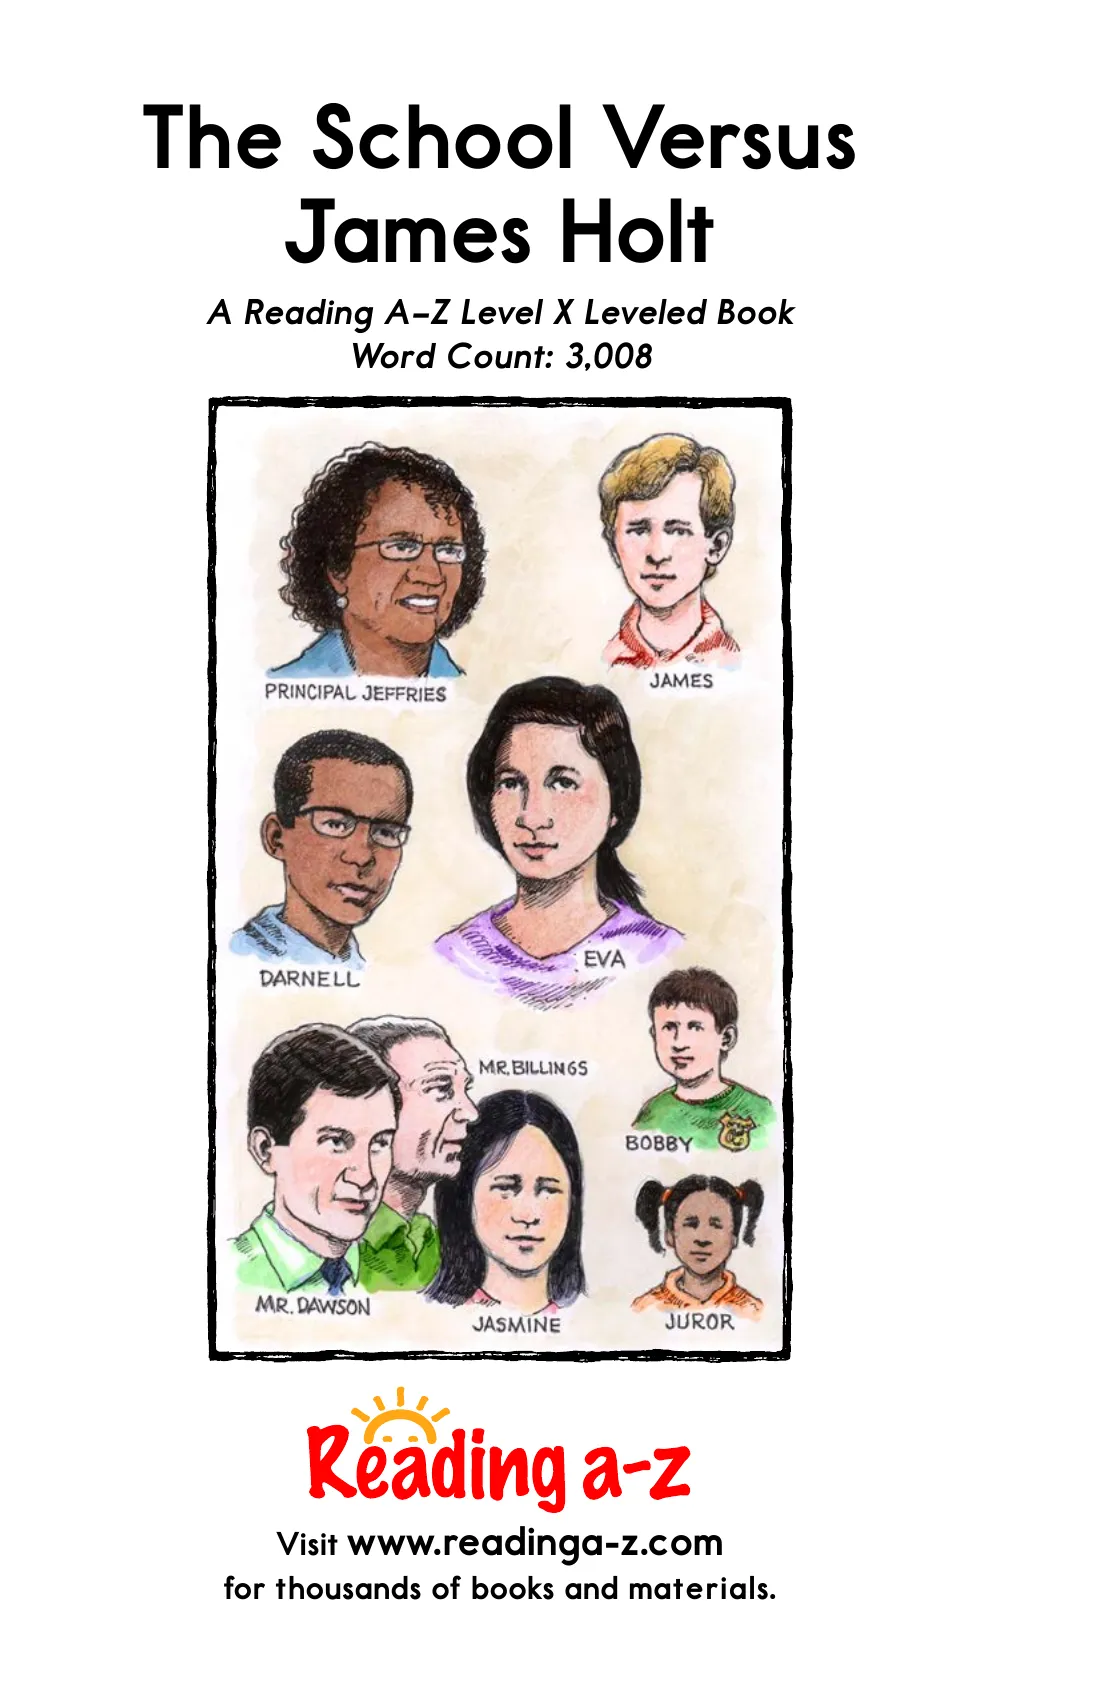 The School Versus
James Holt
A Reading A–Z Level X Leveled Book
Word Count: 3,008
PRINCIPAL JEFFRIES
JAMES
DARNELL
EVA
MR. BILLINGS
BOBBY
MR. DAWSON
JASMINE
JUROR
Reading a-z
Visit www.readinga-z.com
for thousands of books and materials.